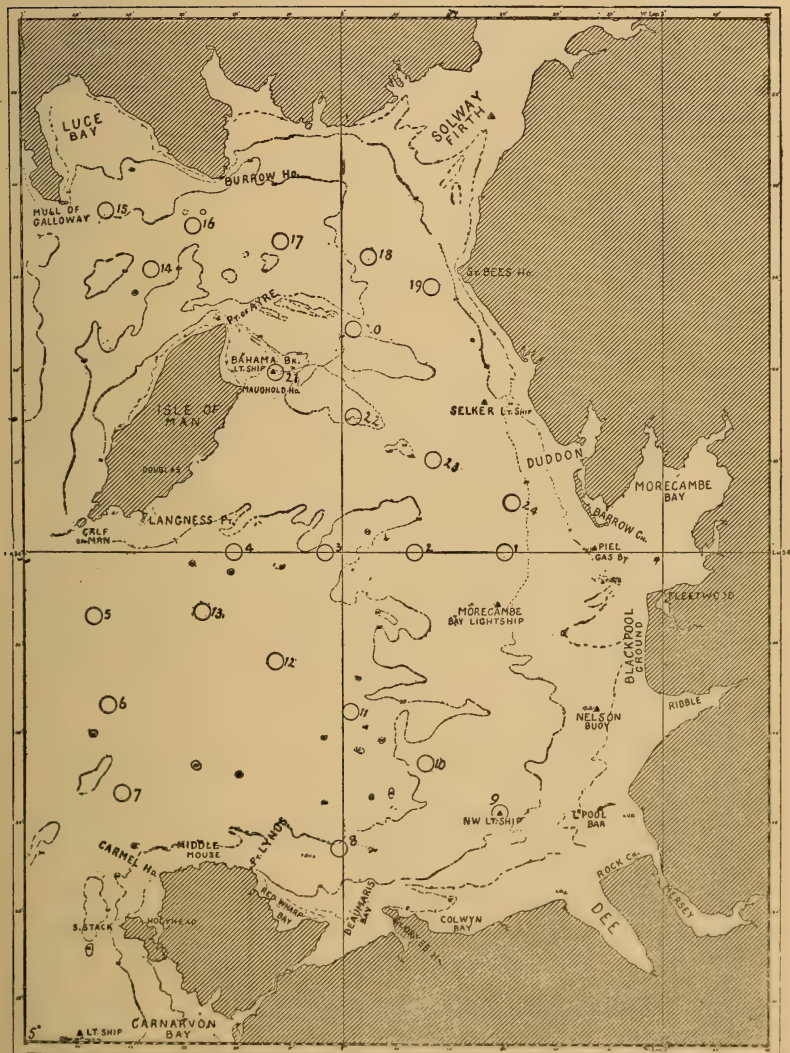 LUCE
BAY
SOLWAY
FIRTH
BURROW HD.
MULL OF
GALLOWAY
15
16
17
18
14
19
ST. BEES HD.
PT. OF AYRE
0
BAHAMA BK.
LT. SHIP
21
MAUGHOLD HD.
ISLE OF
MAN
22
SELKER LT. SHIP
DUDDON
23
MORECAMBE
BAY
DOUGLAS
24
BARROW CH.
LANGNESS PT.
CALF
OF MAN
4
3
2
1
PIEL
GAS BY
5
13
MORECAMBE
BAY LIGHTSHIP
FLEETWOOD
BLACKPOOL
GROUND
12
6
11
NELSON
BUOY
RIBBLE
10
7
9
NW LT. SHIP
L'POOL
BAR
8
CARMEL HD.
MIDDLE
MOUSE
PT. LYNOS
ROCK CH.
MERSEY
S. STACK
HOLYHEAD
RED WHARF
BAY
BEAUMARIS
BAY
COLWYN
BAY
DEE
CARNARVON
BAY
5°
LT. SHIP